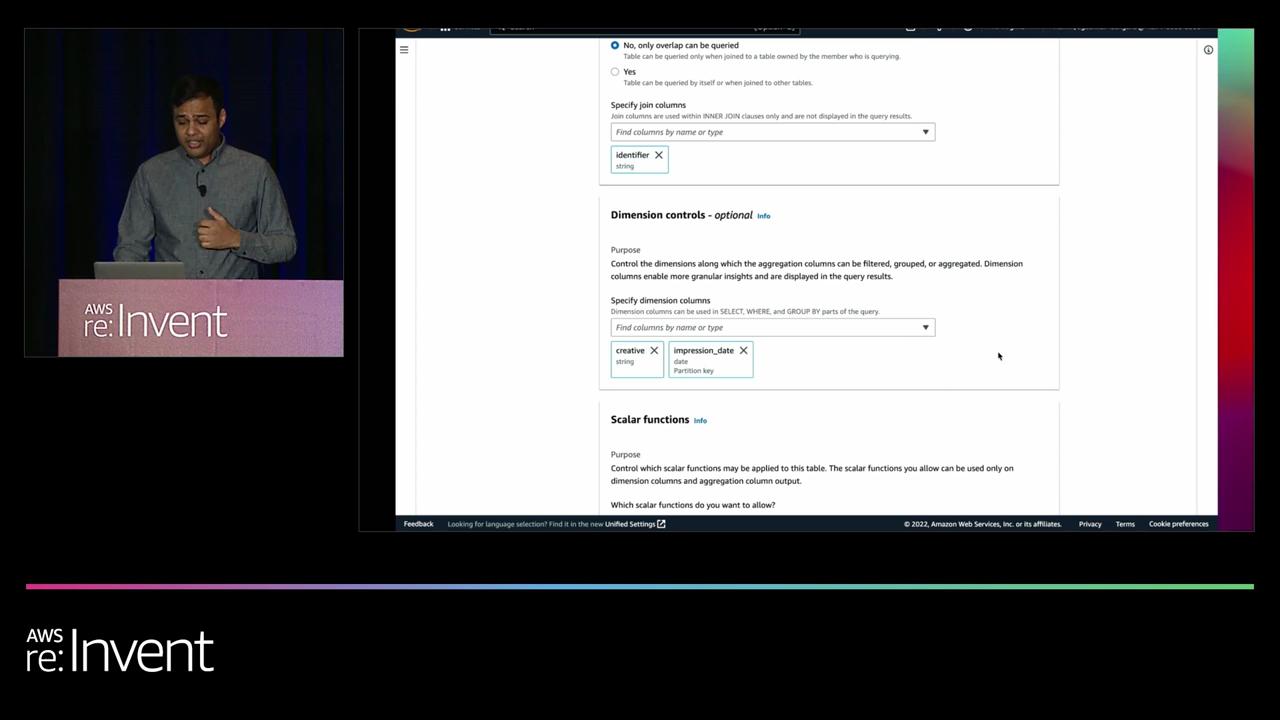 No, only overlap can be queried
Table can be queried only when joined to a table owned by the member who is querying.
Yes
Table can be queried by itself or when joined to other tables.
Specify join columns
Join columns are used within INNER JOIN clauses only and are not displayed in the query results.
Find columns by name or type
identifier
string
Dimension controls - optional Info
Purpose
Control the dimensions along which the aggregation columns can be filtered, grouped, or aggregated. Dimension
columns enable more granular insights and are displayed in the query results.
Specify dimension columns
Dimension columns can be used in SELECT, WHERE, and GROUP BY parts of the query.
Find columns by name or type
creative
string
impression_date
date
Partition key
Scalar functions Info
Purpose
Control which scalar functions may be applied to this table. The scalar functions you allow can be used only on
dimension columns and aggregation column output.
Which scalar functions do you want to allow?
Feedback
Looking for language selection? Find it in the new Unified Settings
© 2022, Amazon Web Services, Inc. or its affiliates.
Privacy
Terms
Cookie preferences
AWS
re:Invent
AWS
re:Invent